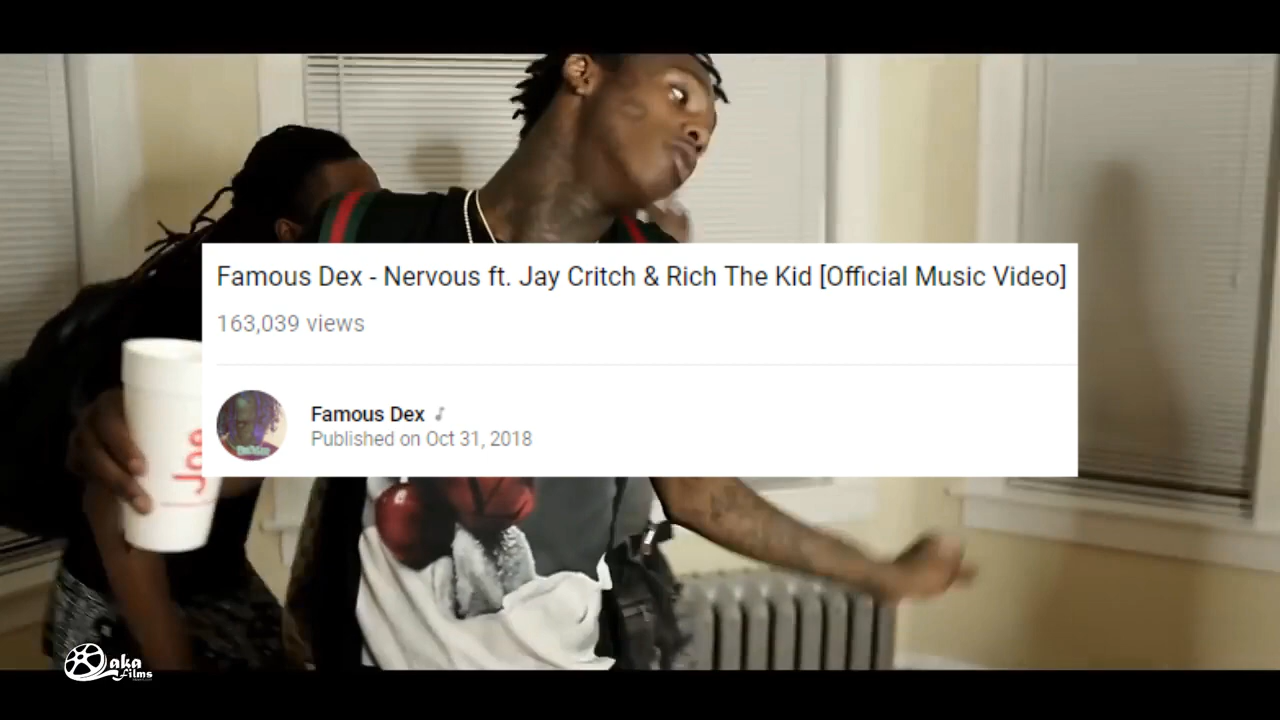 Famous Dex - Nervous ft. Jay Critch & Rich The Kid [Official Music Video]
163,039 views
Famous Dex
Published on Oct 31, 2018
aka
films